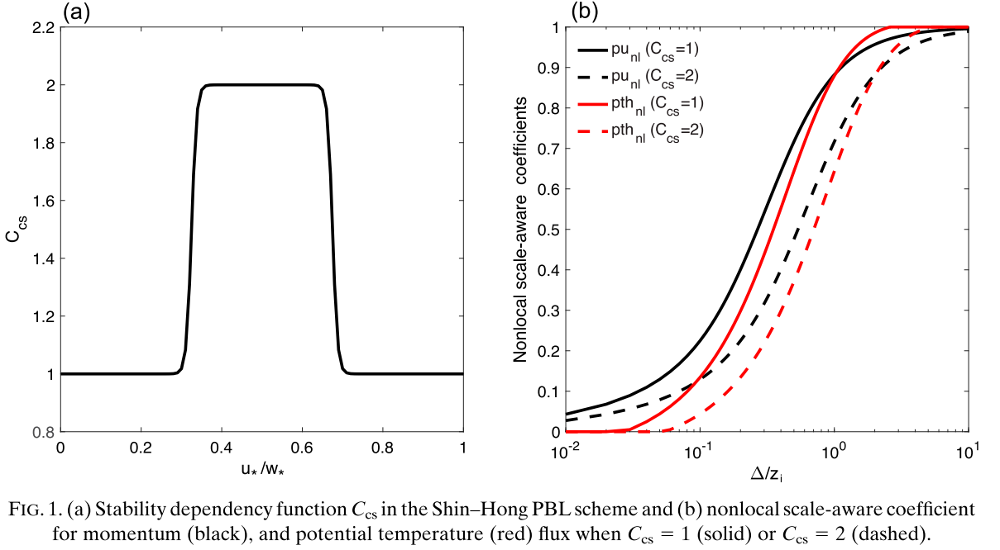 (a)
2.2
2
1.8
1.6
1.4
1.2
1
0.8
C_cs
0
0.2
0.4
0.6
0.8
1
u_*/w_*
(b)
1
0.9
0.8
0.7
0.6
0.5
0.4
0.3
0.2
0.1
0
Nonlocal scale-aware coefficients
pu_nl (C_cs=1)
pu_nl (C_cs=2)
pth_nl (C_cs=1)
pth_nl (C_cs=2)
10^-2
10^-1
10^0
10^1
Δ/z_i
FIG. 1. (a) Stability dependency function C_cs in the Shin–Hong PBL scheme and (b) nonlocal scale-aware coefficient
for momentum (black), and potential temperature (red) flux when C_cs = 1 (solid) or C_cs = 2 (dashed).